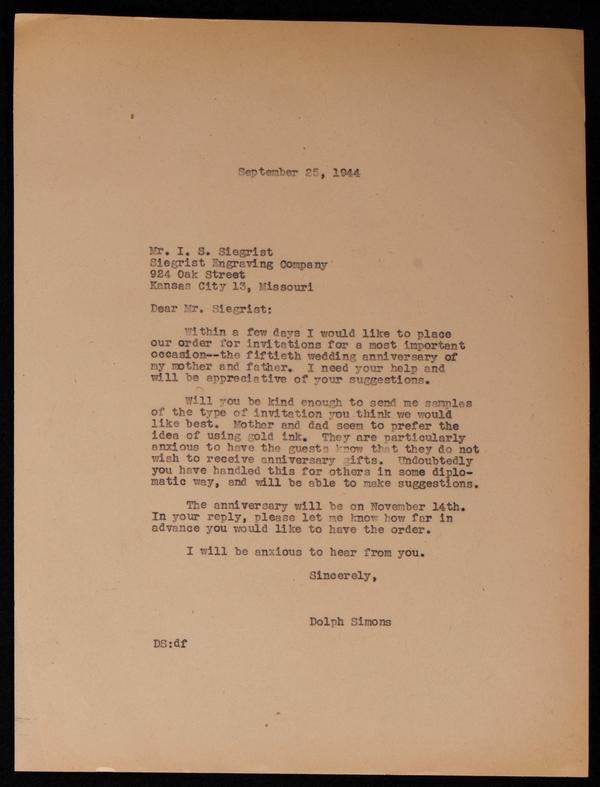 September 25, 1944
Mr. I. S. Siegrist
Siegrist Engraving Company
924 Oak Street
Kansas City 13, Missouri
Dear Mr. Siegrist:
Within a few days I would like to place
our order for invitations for a most important
occasion--the fiftieth wedding anniversary of
my mother and father. I need your help and
will be appreciative of your suggestions.
Will you be kind enough to send me samples
of the type of invitation you think we would
like best. Mother and dad seem to prefer the
idea of using gold ink. They are particularly
anxious to have the guests know that they do not
wish to receive anniversary gifts. Undoubtedly
you have handled this for others in some diplo-
matic way, and will be able to make suggestions.
The anniversary will be on November 14th.
In your reply, please let me know how far in
advance you would like to have the order.
I will be anxious to hear from you.
Sincerely,
Dolph Simons
DS:df